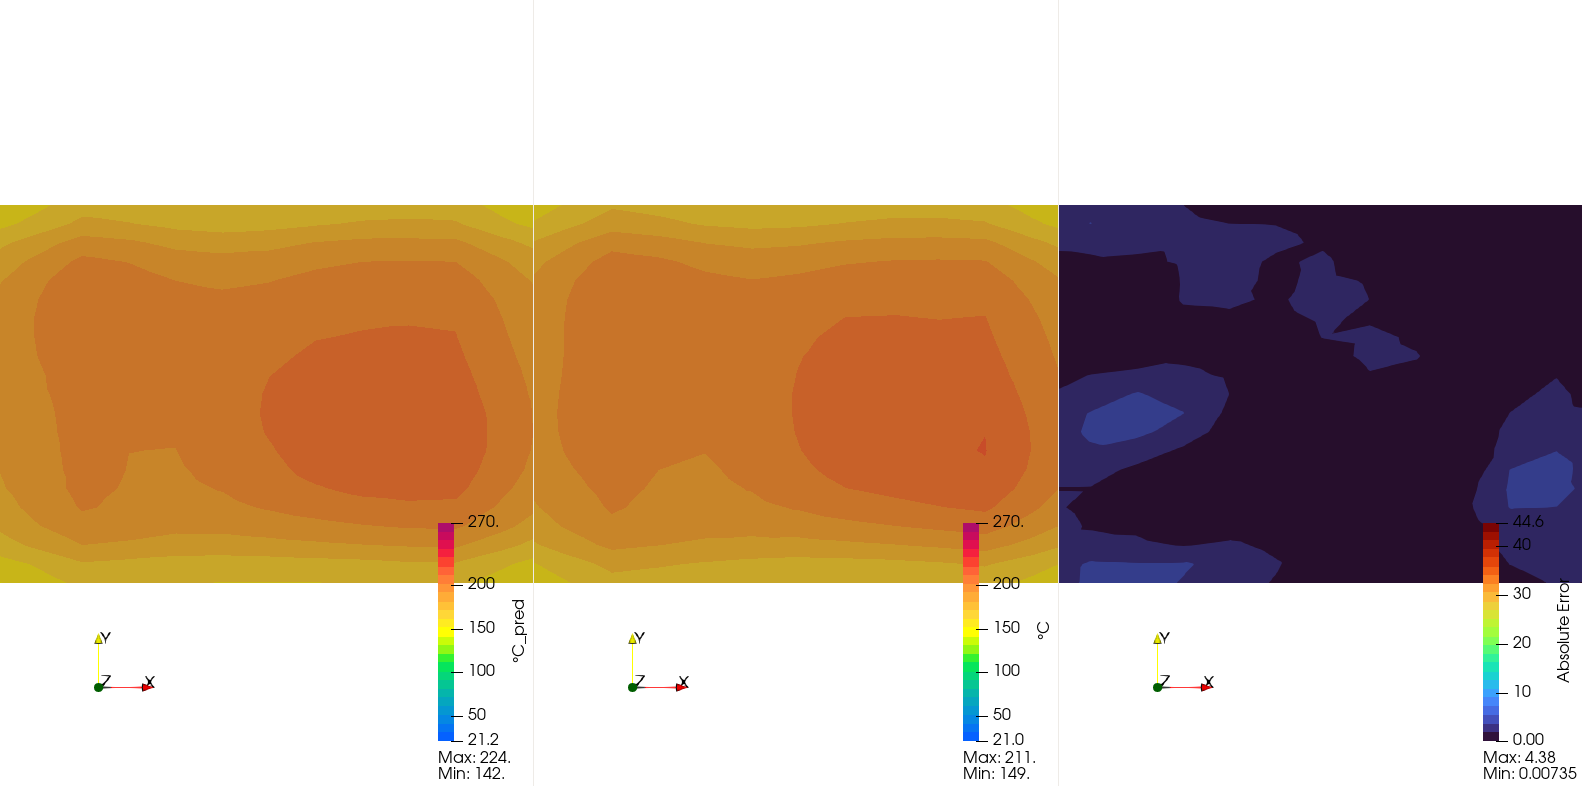 270.
200
150
100
50
21.2
°C_pred
Max: 224.
Min: 142.
Y
Z
X
270.
200
150
100
50
21.0
°C
Max: 211.
Min: 149.
Y
Z
X
44.6
40
30
20
10
0.00
Absolute Error
Max: 4.38
Min: 0.00735
Y
Z
X